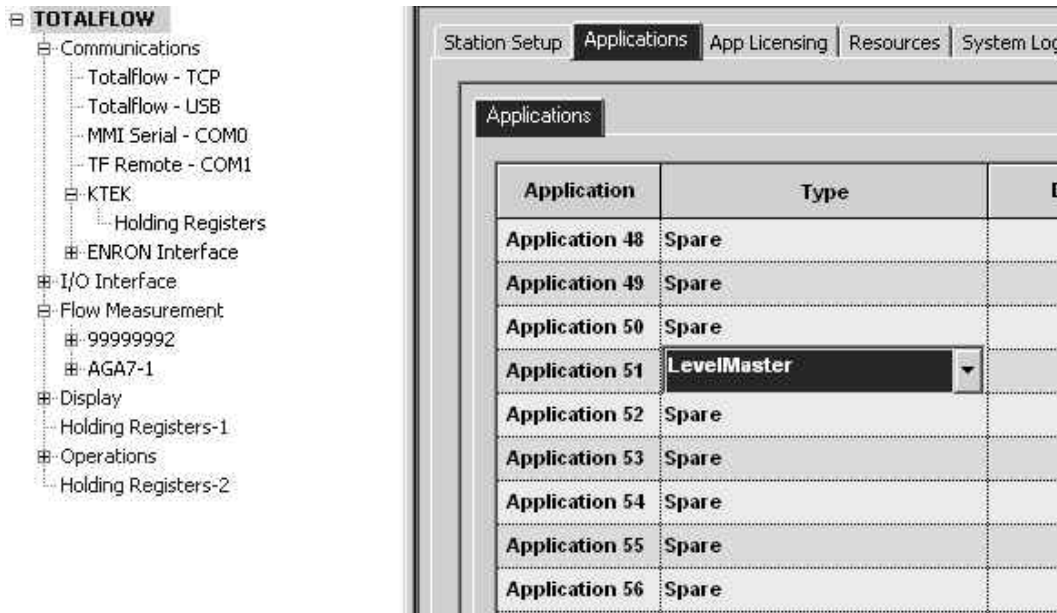 TOTALFLOW
Communications
Totalflow - TCP
Totalflow - USB
MMI Serial - COM0
TF Remote - COM1
KTEK
Holding Registers
ENRON Interface
I/O Interface
Flow Measurement
99999992
AGA7-1
Display
Holding Registers-1
Operations
Holding Registers-2
Station Setup Applications App Licensing Resources System Log
Applications
Application Type
Application 48 Spare
Application 49 Spare
Application 50 Spare
Application 51 LevelMaster
Application 52 Spare
Application 53 Spare
Application 54 Spare
Application 55 Spare
Application 56 Spare